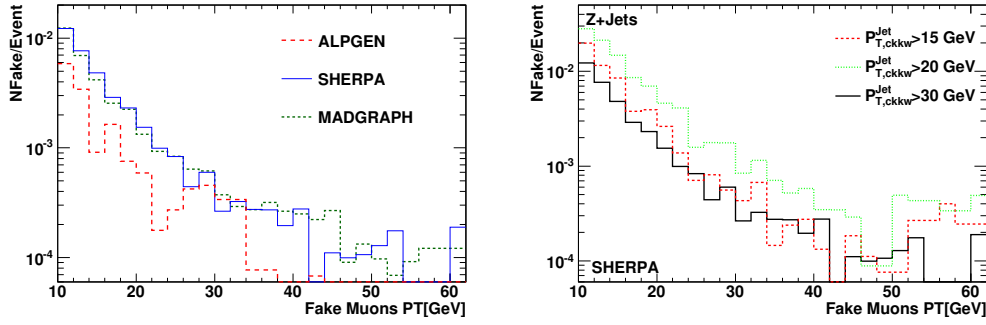 NFake/Event
10^-2
10^-3
10^-4
ALPGEN
SHERPA
MADGRAPH
10 20 30 40 50 60
Fake Muons PT[GeV]
NFake/Event
10^-2
10^-3
10^-4
Z+Jets
P^Jet_T,ckkw>15 GeV
P^Jet_T,ckkw>20 GeV
P^Jet_T,ckkw>30 GeV
SHERPA
10 20 30 40 50 60
Fake Muons PT[GeV]